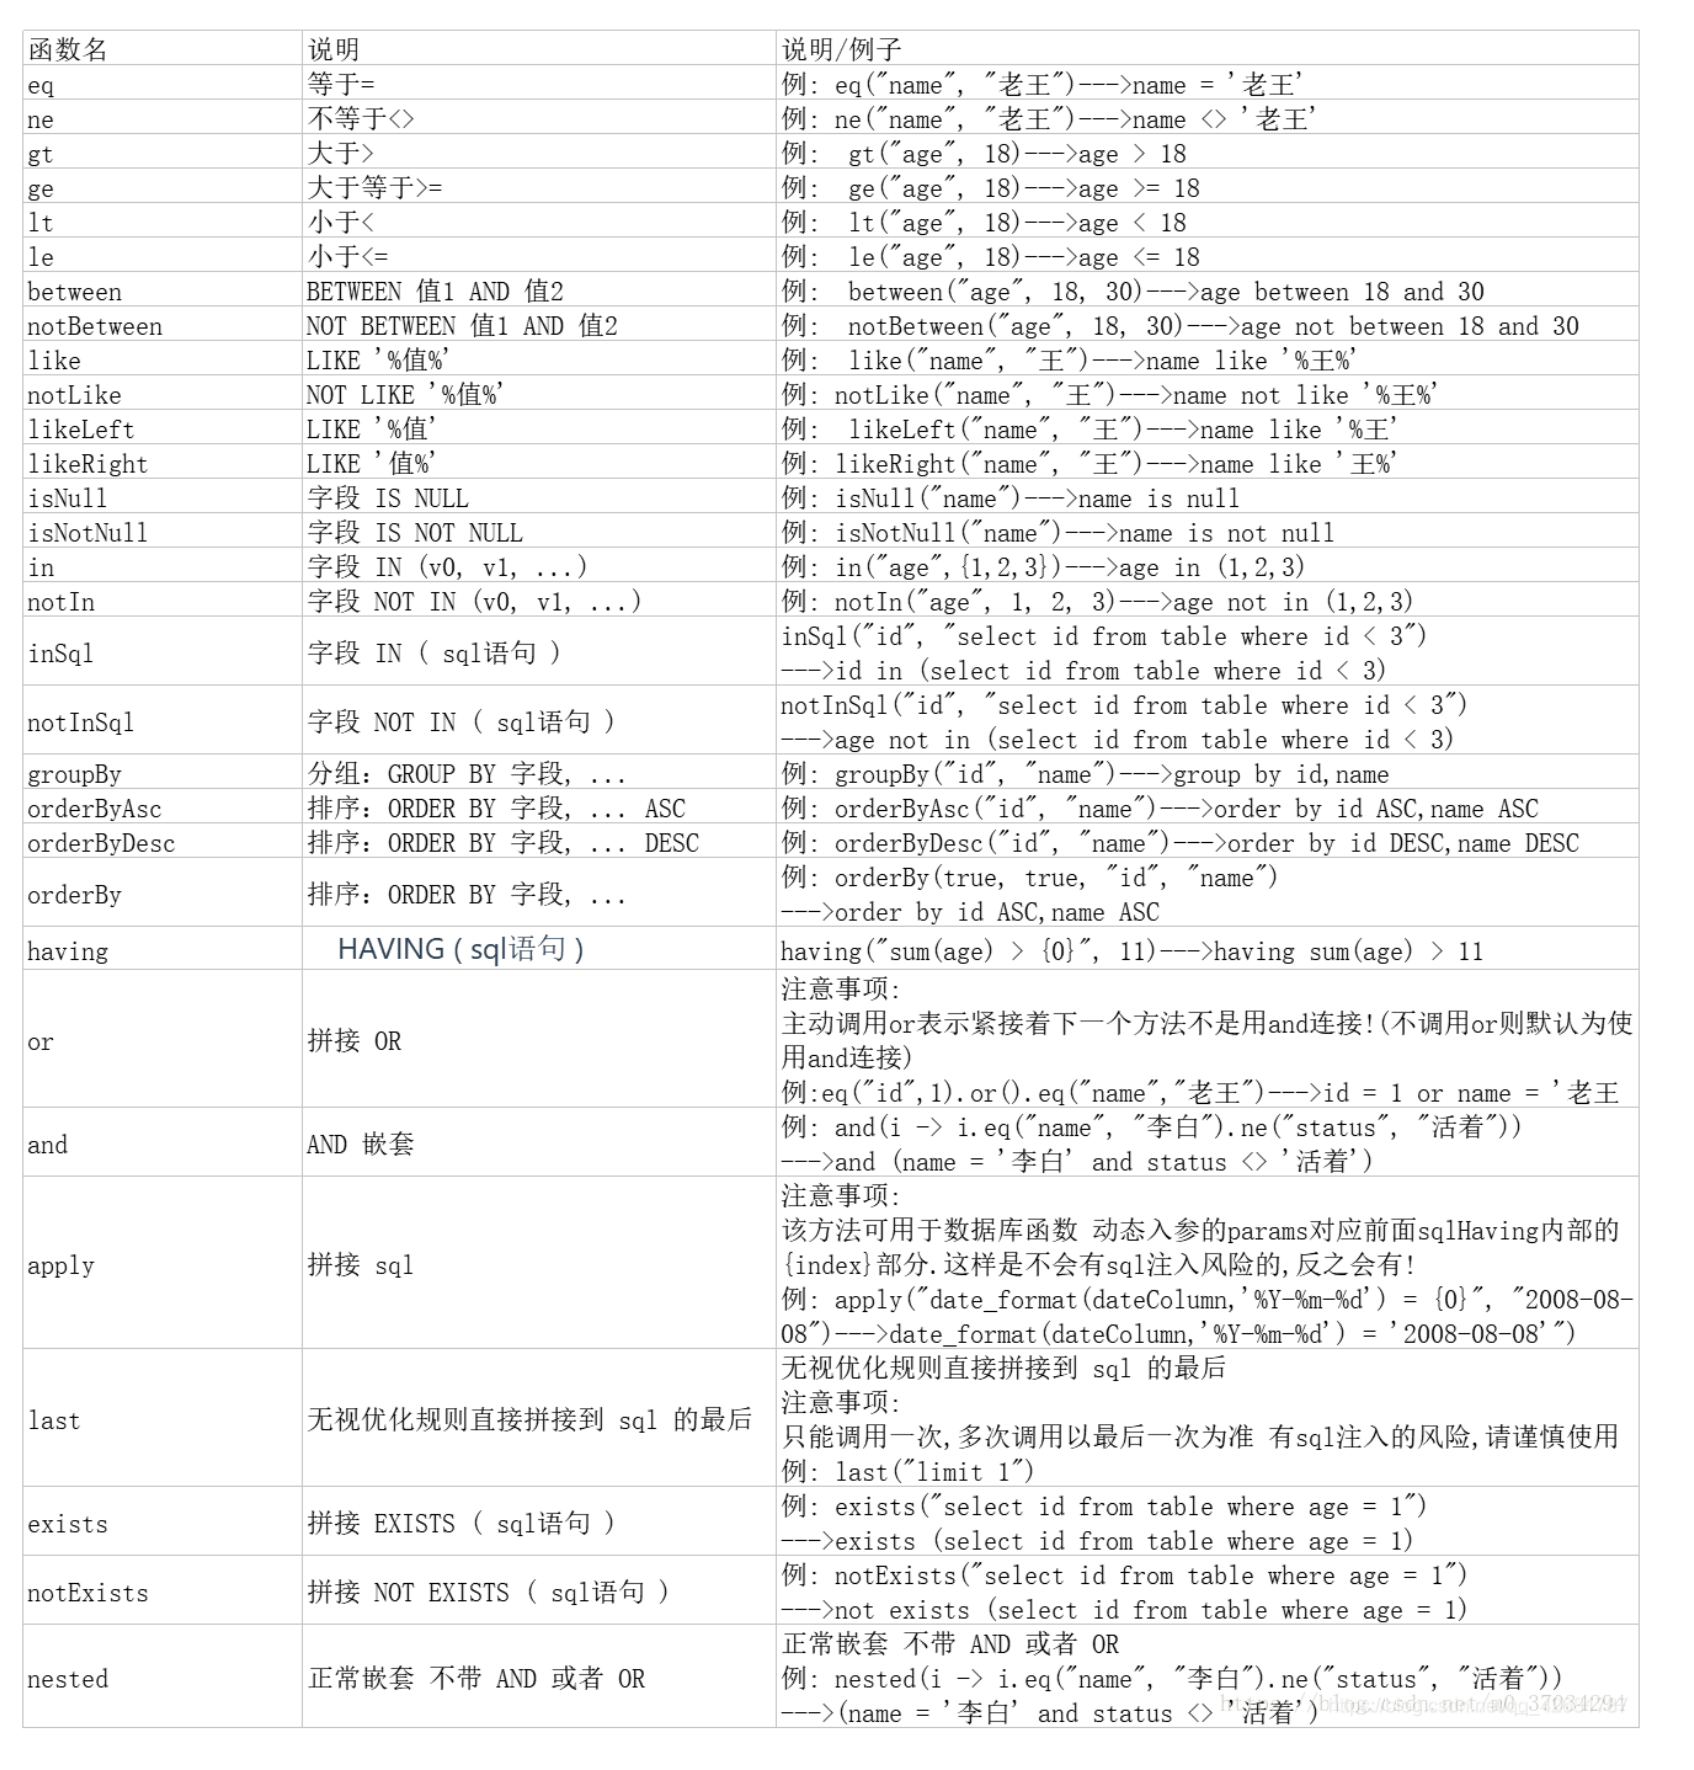 函数名 说明 说明/例子
eq 等于= 例: eq("name", "老王")--->name = '老王'
ne 不等于<> 例: ne("name", "老王")--->name <> '老王'
gt 大于> 例: gt("age", 18)--->age > 18
ge 大于等于>= 例: ge("age", 18)--->age >= 18
lt 小于< 例: lt("age", 18)--->age < 18
le 小于<= 例: le("age", 18)--->age <= 18
between BETWEEN 值1 AND 值2 例: between("age", 18, 30)--->age between 18 and 30
notBetween NOT BETWEEN 值1 AND 值2 例: notBetween("age", 18, 30)--->age not between 18 and 30
like LIKE '%值%' 例: like("name", "王")--->name like '%王%'
notLike NOT LIKE '%值%' 例: notLike("name", "王")--->name not like '%王%'
likeLeft LIKE '%值' 例: likeLeft("name", "王")--->name like '%王'
likeRight LIKE '值%' 例: likeRight("name", "王")--->name like '王%'
isNull 字段 IS NULL 例: isNull("name")--->name is null
isNotNull 字段 IS NOT NULL 例: isNotNull("name")--->name is not null
in 字段 IN (v0, v1, ...) 例: in("age",{1,2,3})--->age in (1,2,3)
notIn 字段 NOT IN (v0, v1, ...) 例: notIn("age", 1, 2, 3)--->age not in (1,2,3)
inSql 字段 IN ( sql语句 ) inSql("id", "select id from table where id < 3")
--->id in (select id from table where id < 3)
notInSql 字段 NOT IN ( sql语句 ) notInSql("id", "select id from table where id < 3")
--->age not in (select id from table where id < 3)
groupBy 分组: GROUP BY 字段, ... 例: groupBy("id", "name")--->group by id,name
orderByAsc 排序: ORDER BY 字段, ... ASC 例: orderByAsc("id", "name")--->order by id ASC,name ASC
orderByDesc 排序: ORDER BY 字段, ... DESC 例: orderByDesc("id", "name")--->order by id DESC,name DESC
orderBy 排序: ORDER BY 字段, ... 例: orderBy(true, true, "id", "name")
--->order by id ASC,name ASC
having HAVING ( sql语句 ) having("sum(age) > {0}", 11)--->having sum(age) > 11
or 拼接 OR 注意事项:
主动调用or表示紧接着下一个方法不是用and连接!(不调用or则默认为使
用and连接)
例:eq("id",1).or().eq("name","老王")--->id = 1 or name = '老王
and AND 嵌套 例: and(i -> i.eq("name", "李白").ne("status", "活着"))
--->and (name = '李白' and status <> '活着')
apply 拼接 sql 注意事项:
该方法可用于数据库函数 动态入参的params对应前面sqlHaving内部的
{index}部分.这样是不会有sql注入风险的,反之会有!
例: apply("date_format(dateColumn,'%Y-%m-%d') = {0}", "2008-08-
08")--->date_format(dateColumn,'%Y-%m-%d') = '2008-08-08'")
last 无视优化规则直接拼接到 sql 的最后 无视优化规则直接拼接到 sql 的最后
注意事项:
只能调用一次,多次调用以最后一次为准 有sql注入的风险,请谨慎使用
例: last("limit 1")
exists 拼接 EXISTS ( sql语句 ) 例: exists("select id from table where age = 1")
--->exists (select id from table where age = 1)
notExists 拼接 NOT EXISTS ( sql语句 ) 例: notExists("select id from table where age = 1")
--->not exists (select id from table where age = 1)
nested 正常嵌套 不带 AND 或者 OR 正常嵌套 不带 AND 或者 OR
例: nested(i -> i.eq("name", "李白").ne("status", "活着"))
--->(name = '李白' and status <> '活着')
https://blog.csdn.net/m0_37034294